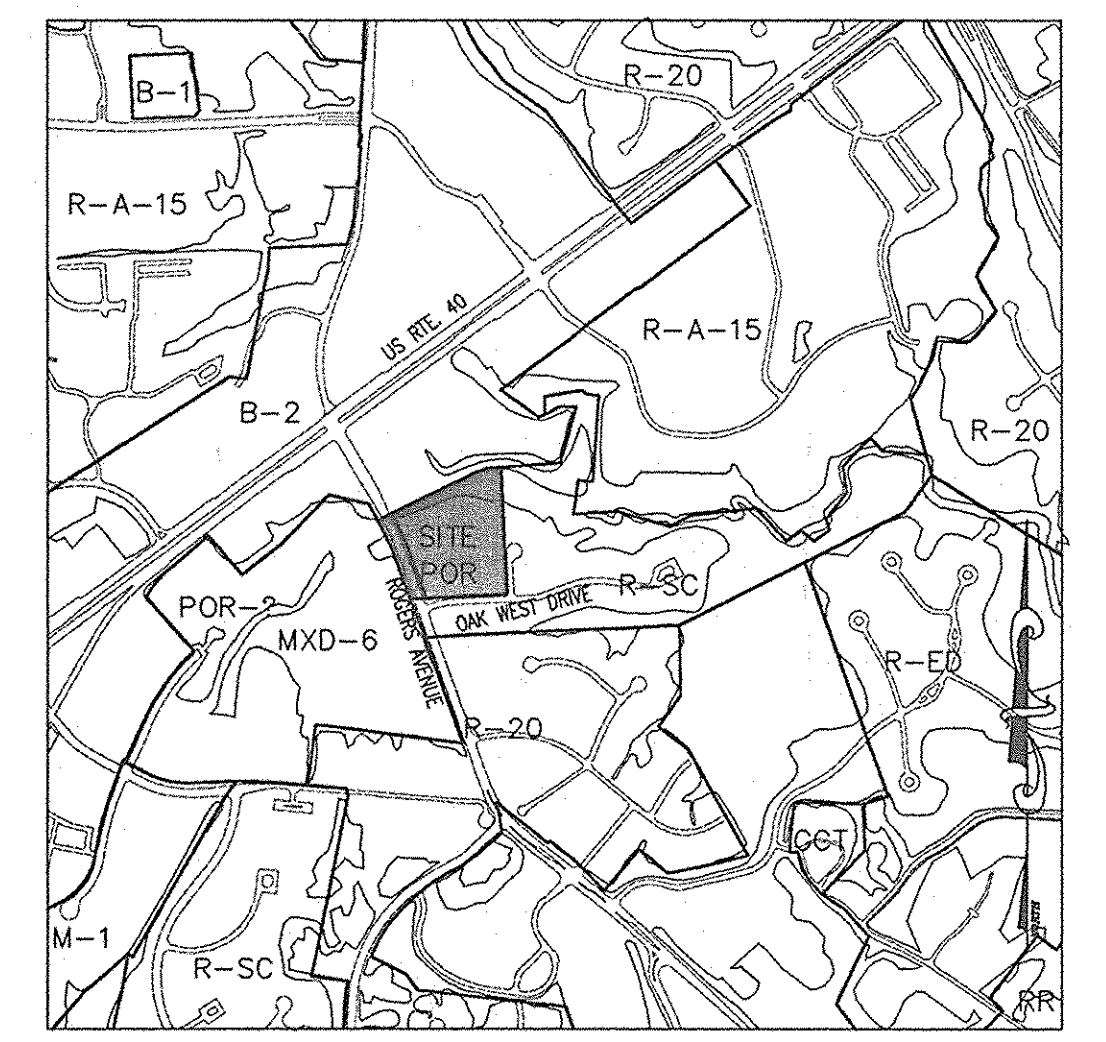 R-20
B-1
R-A-15
US RTE. 40
R-A-15
B-2
R-20
SITE
POR
R-SC
OAK WEST DRIVE
ROGERS AVENUE
POR-2
MXD-6
R-ED
R-20
CCT
M-1
R-SC
NORTH
RR